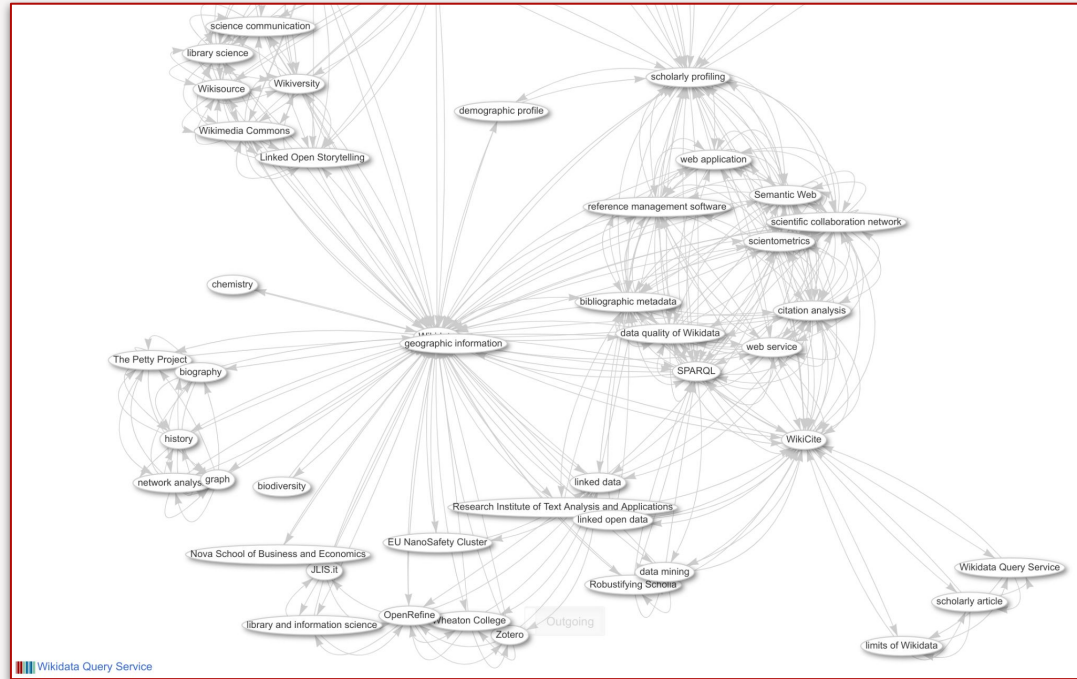 science communication
library science
Wikiversity
Wikisource
Wikimedia Commons
Linked Open Storytelling
scholarly profiling
demographic profile
web application
Semantic Web
reference management software
scientific collaboration network
scientometrics
chemistry
bibliographic metadata
citation analysis
data quality of Wikidata
geographic information
web service
The Petty Project
biography
SPARQL
history
WikiCite
network analys
graph
biodiversity
linked data
Research Institute of Text Analysis and Applications
linked open data
EU NanoSafety Cluster
Nova School of Business and Economics
JLIS.it
data mining
Robustifying Scholia
Wikidata Query Service
scholarly article
OpenRefine
Wheaton College
library and information science
Zotero
Outgoing
limits of Wikidata
Wikidata Query Service